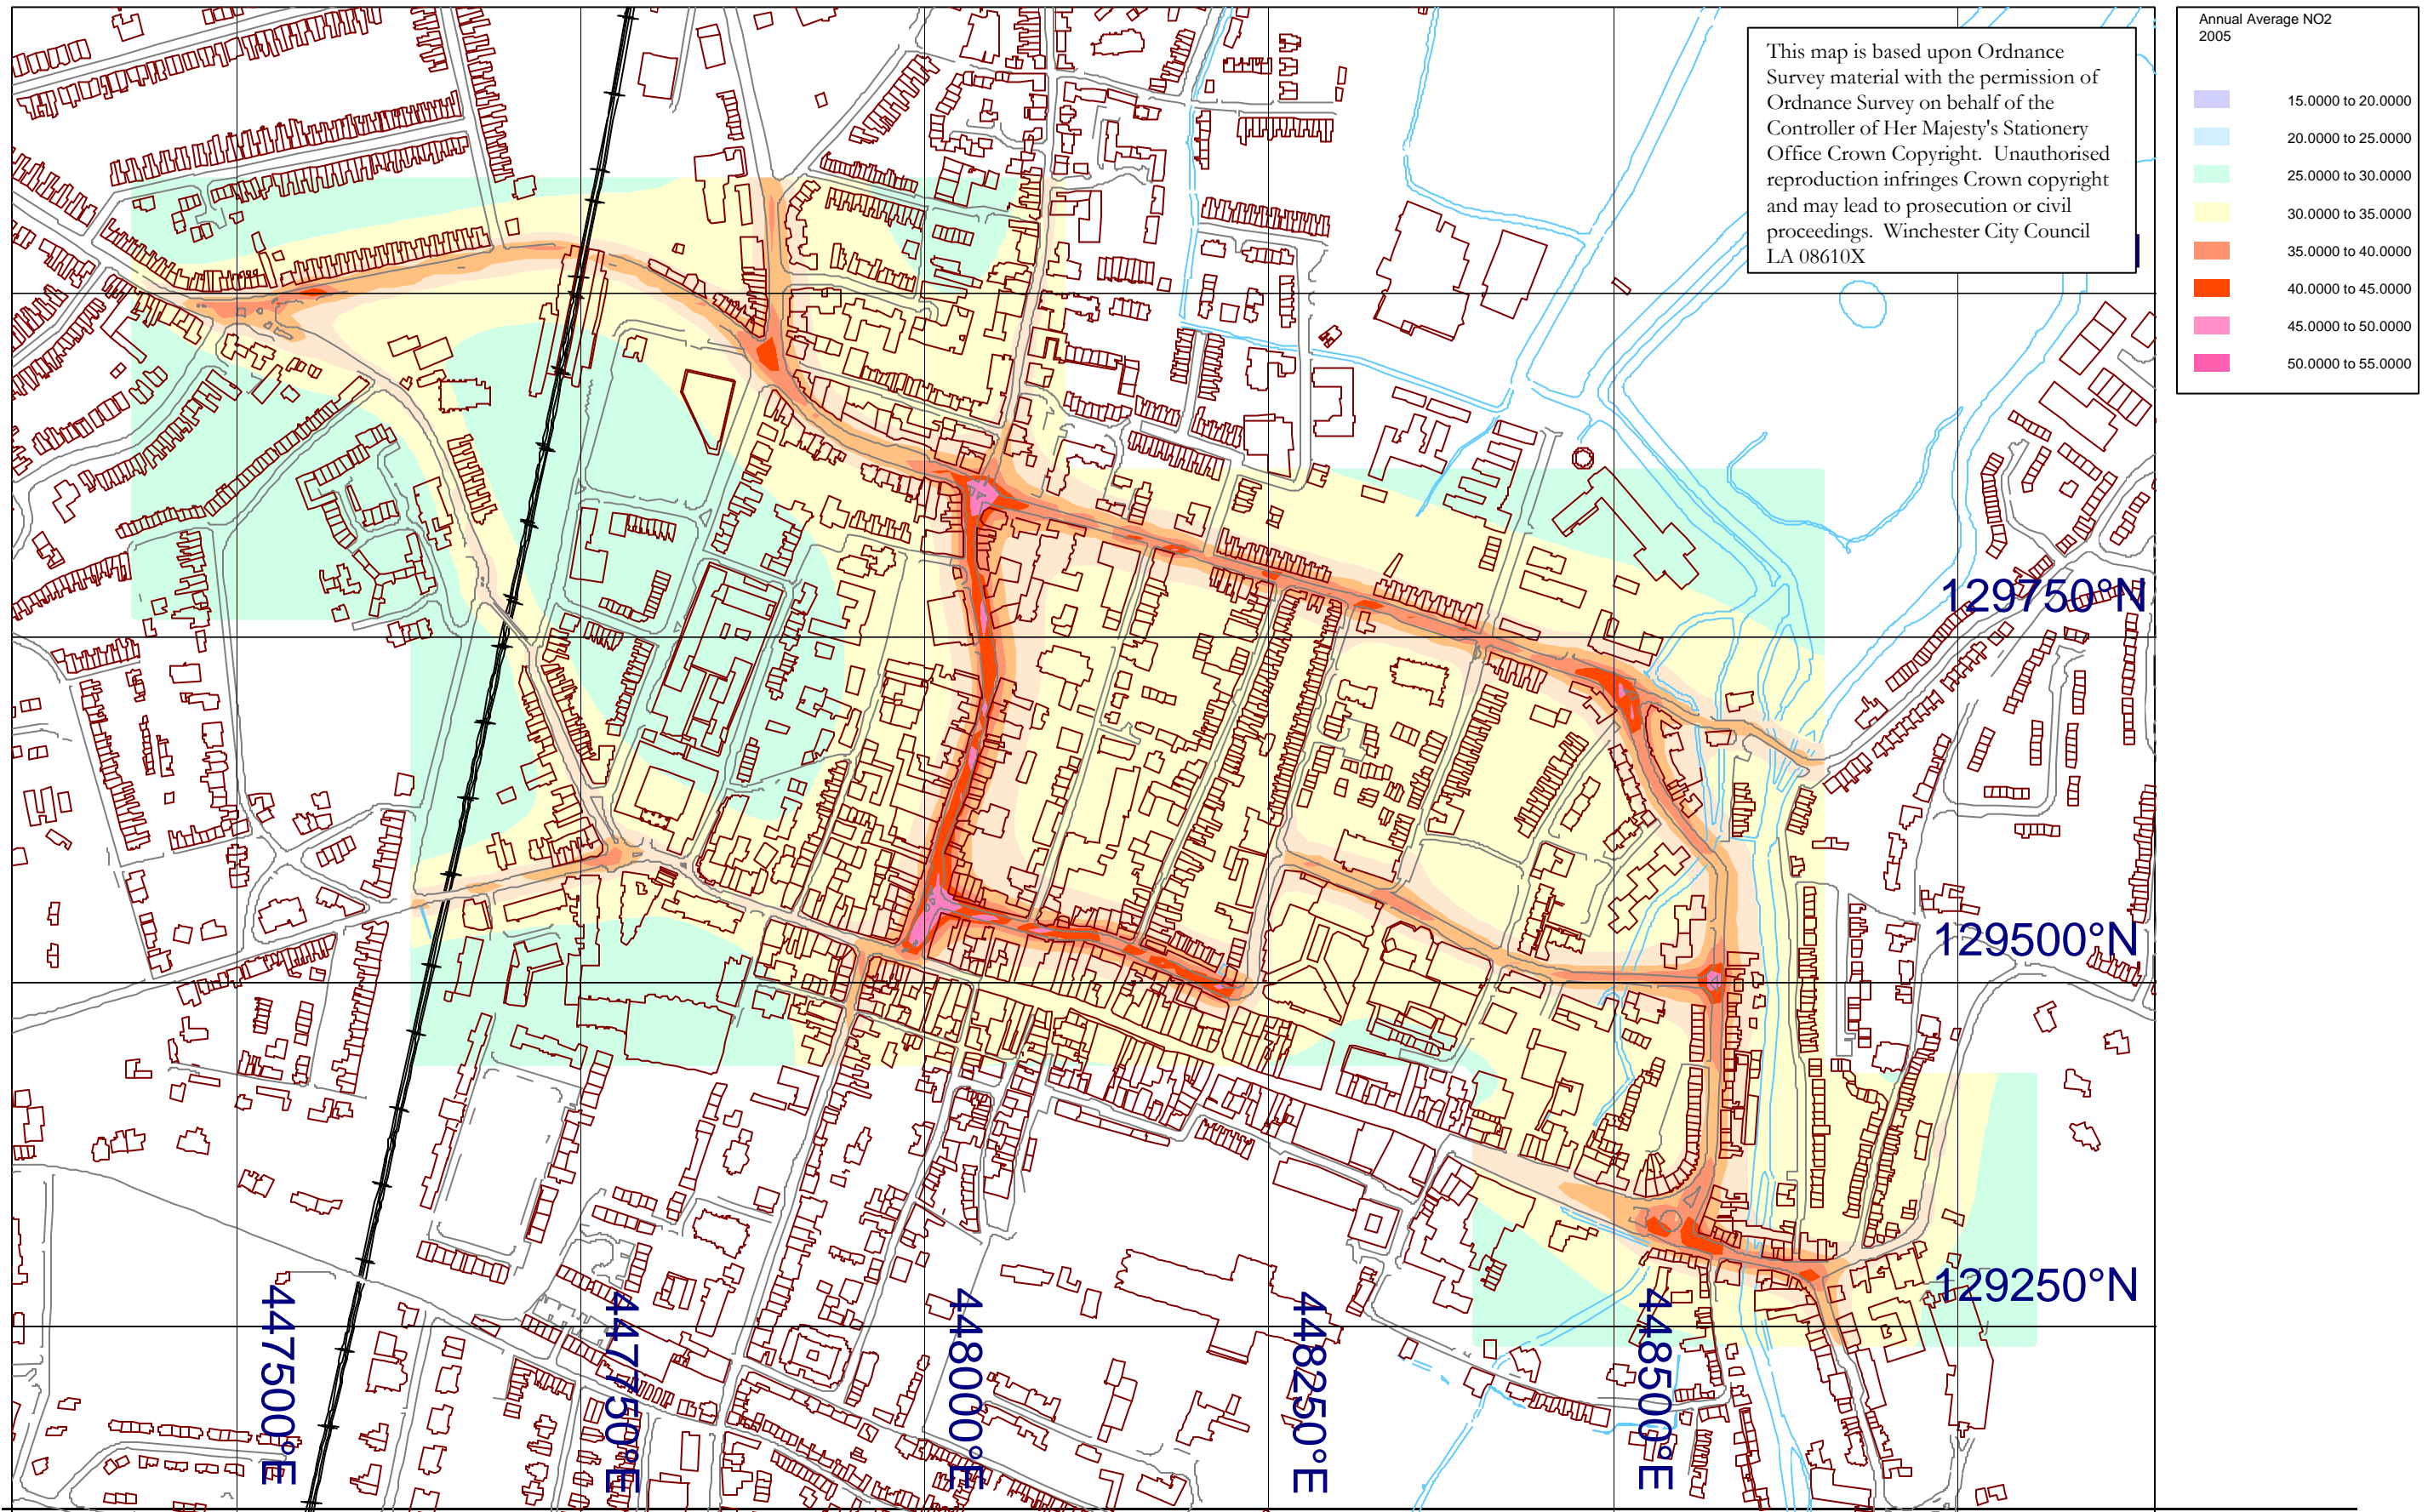 This map is based upon Ordnance
Survey material with the permission of
Ordnance Survey on behalf of the
Controller of Her Majesty's Stationery
Office Crown Copyright.  Unauthorised
reproduction infringes Crown copyright
and may lead to prosecution or civil
proceedings.  Winchester City Council
LA 08610X
Annual Average NO2
2005
15.0000 to 20.0000
20.0000 to 25.0000
25.0000 to 30.0000
30.0000 to 35.0000
35.0000 to 40.0000
40.0000 to 45.0000
45.0000 to 50.0000
50.0000 to 55.0000
129750°N
129500°N
129250°N
447500°E
447750°E
448000°E
448250°E
448500°E